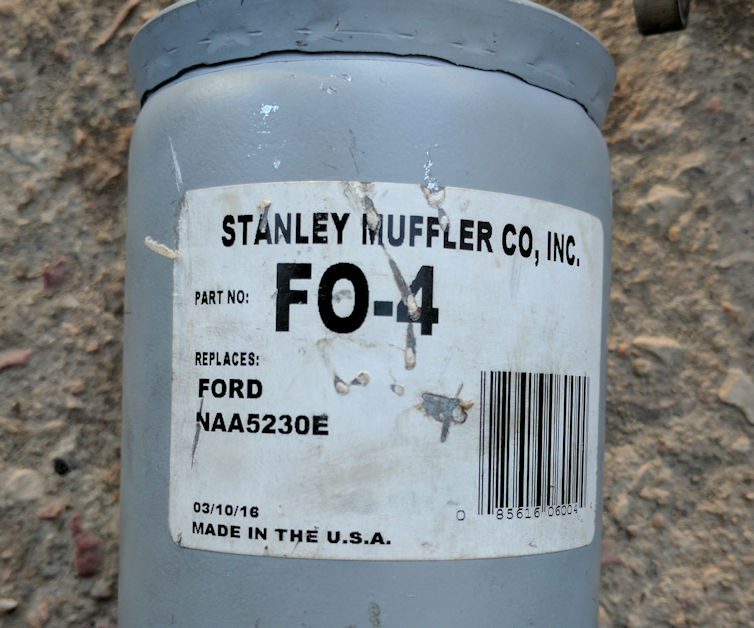 STANLEY MUFFLER CO, INC.
PART NO: FO-4
REPLACES:
FORD
NAA5230E
0 85616 06004 4
03/10/16
MADE IN THE U.S.A.